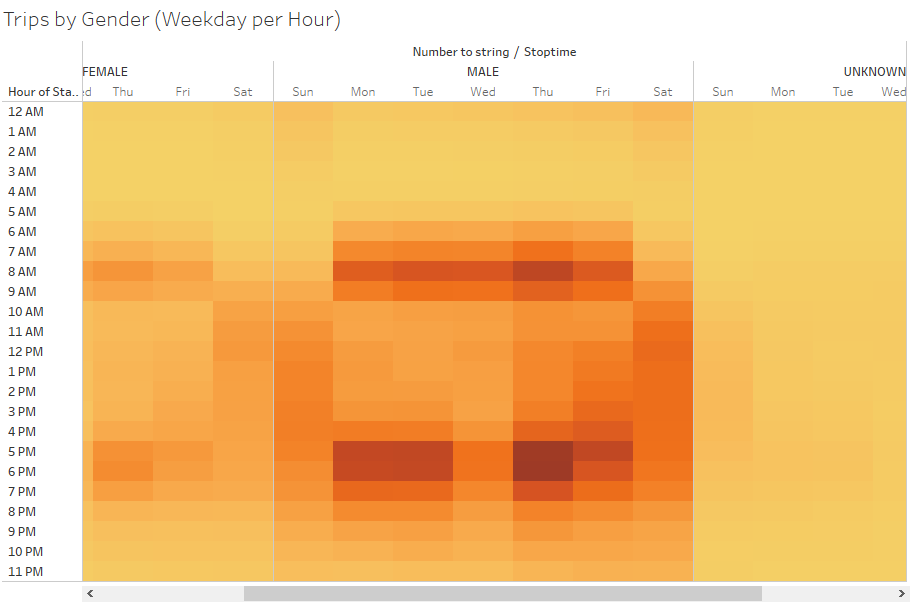 Trips by Gender (Weekday per Hour)
Number to string / Stoptime
FEMALE MALE UNKNOWN
Hour of Sta.. ed Thu Fri Sat Sun Mon Tue Wed Thu Fri Sat Sun Mon Tue Wed
12 AM
1 AM
2 AM
3 AM
4 AM
5 AM
6 AM
7 AM
8 AM
9 AM
10 AM
11 AM
12 PM
1 PM
2 PM
3 PM
4 PM
5 PM
6 PM
7 PM
8 PM
9 PM
10 PM
11 PM